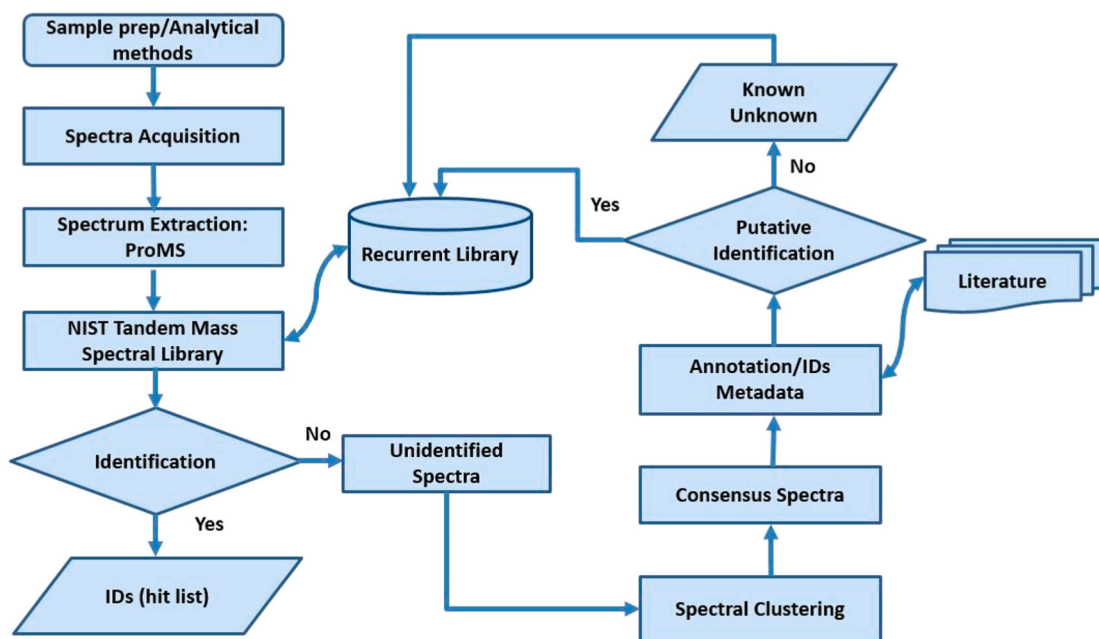 Sample prep/Analytical
methods
Spectra Acquisition
Spectrum Extraction:
ProMS
NIST Tandem Mass
Spectral Library
Identification
No
Yes
IDs (hit list)
Unidentified
Spectra
Spectral Clustering
Consensus Spectra
Annotation/IDs
Metadata
Literature
Putative
Identification
Yes
No
Known
Unknown
Recurrent Library